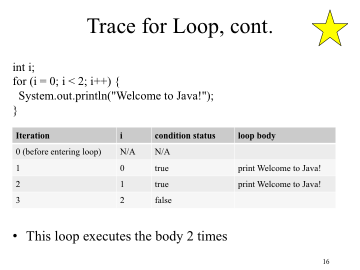 Trace for Loop, cont.
int i;
for (i = 0; i < 2; i++) {
System.out.println("Welcome to Java!");
}
Iteration i condition status loop body
0 (before entering loop) N/A N/A
1 0 true print Welcome to Java!
2 1 true print Welcome to Java!
3 2 false
• This loop executes the body 2 times
16